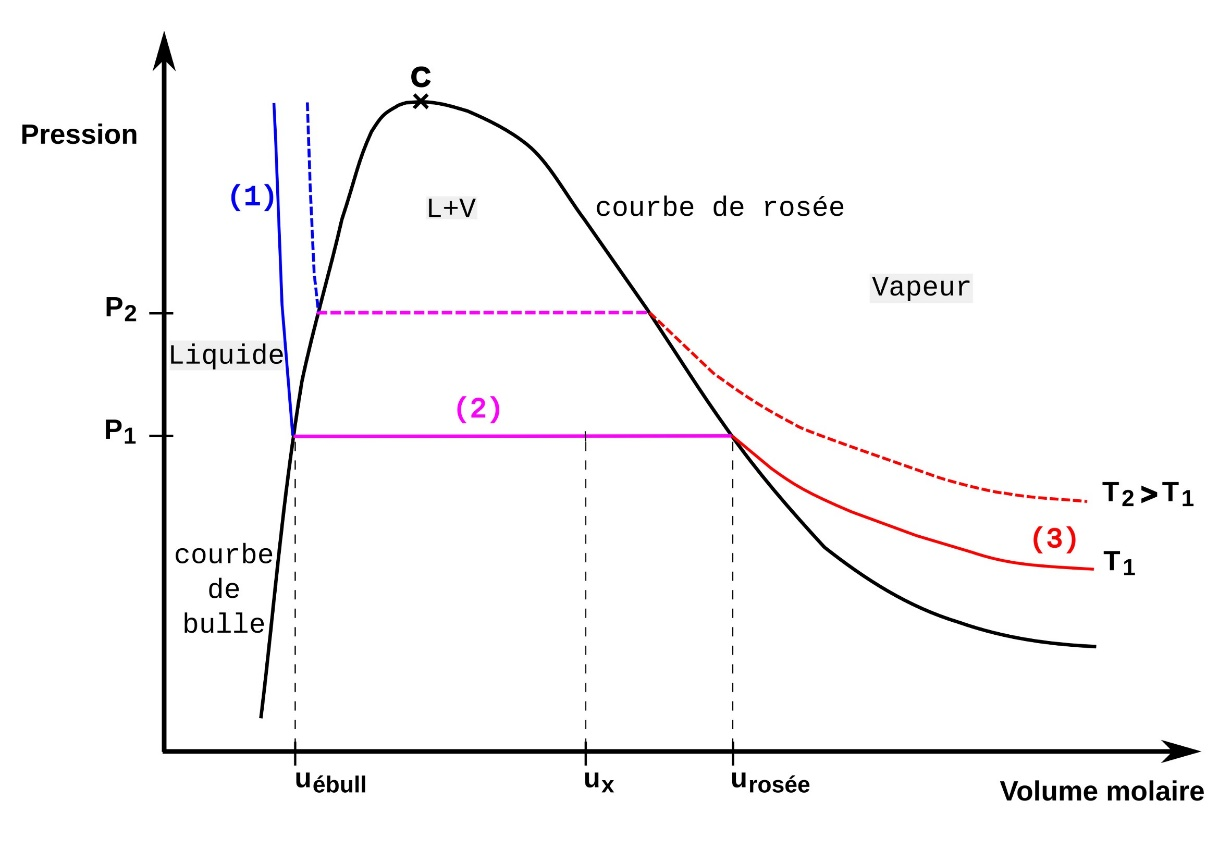 C
Pression
(1)
L+V
courbe de rosée
Vapeur
P2
Liquide
(2)
P1
T2>T1
(3)
T1
courbe
de
bulle
uébull
ux
urosée
Volume molaire